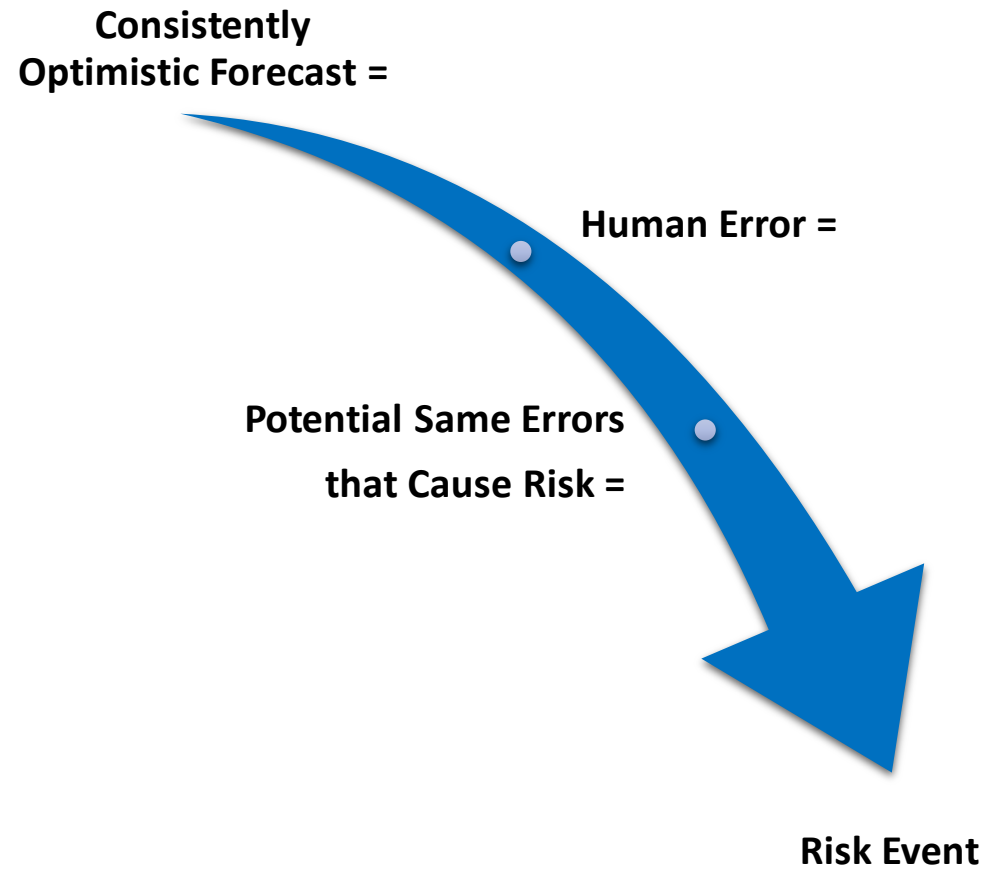 Consistently
Optimistic Forecast =
Human Error =
Potential Same Errors
that Cause Risk =
Risk Event